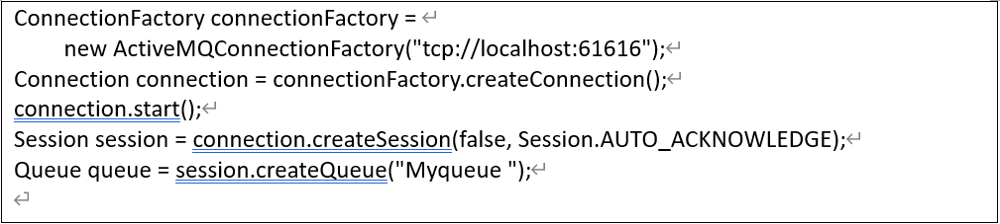 ConnectionFactory connectionFactory =
new ActiveMQConnectionFactory("tcp://localhost:61616");
Connection connection = connectionFactory.createConnection();
connection.start();
Session session = connection.createSession(false, Session.AUTO_ACKNOWLEDGE);
Queue queue = session.createQueue("Myqueue ");